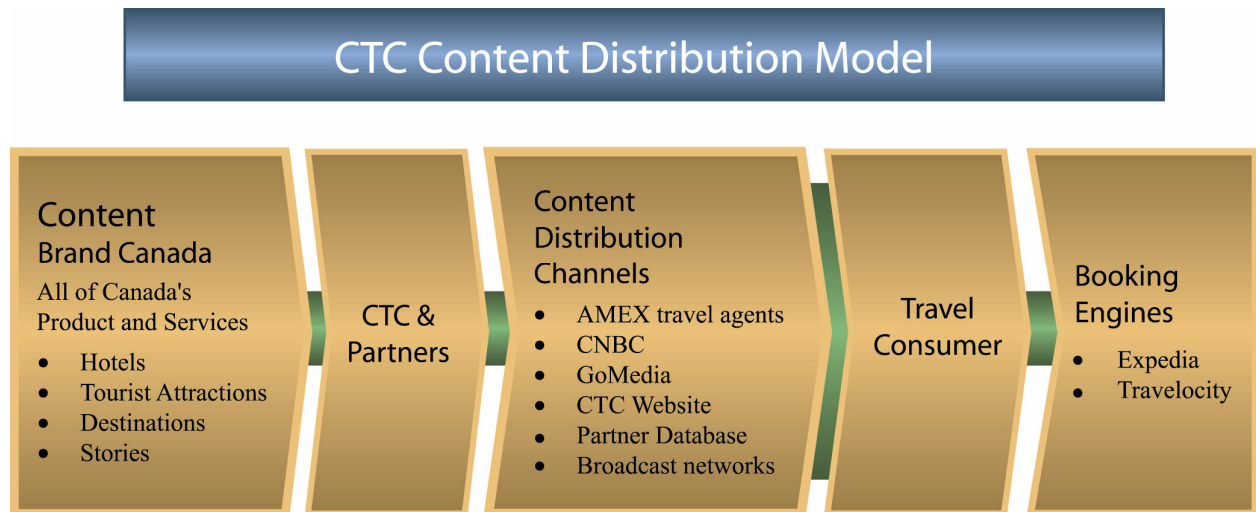 CTC Content Distribution Model
Content
Brand Canada
All of Canada's
Product and Services
• Hotels
• Tourist Attractions
• Destinations
• Stories
CTC &
Partners
Content
Distribution
Channels
• AMEX travel agents
• CNBC
• GoMedia
• CTC Website
• Partner Database
• Broadcast networks
Travel
Consumer
Booking
Engines
• Expedia
• Travelocity